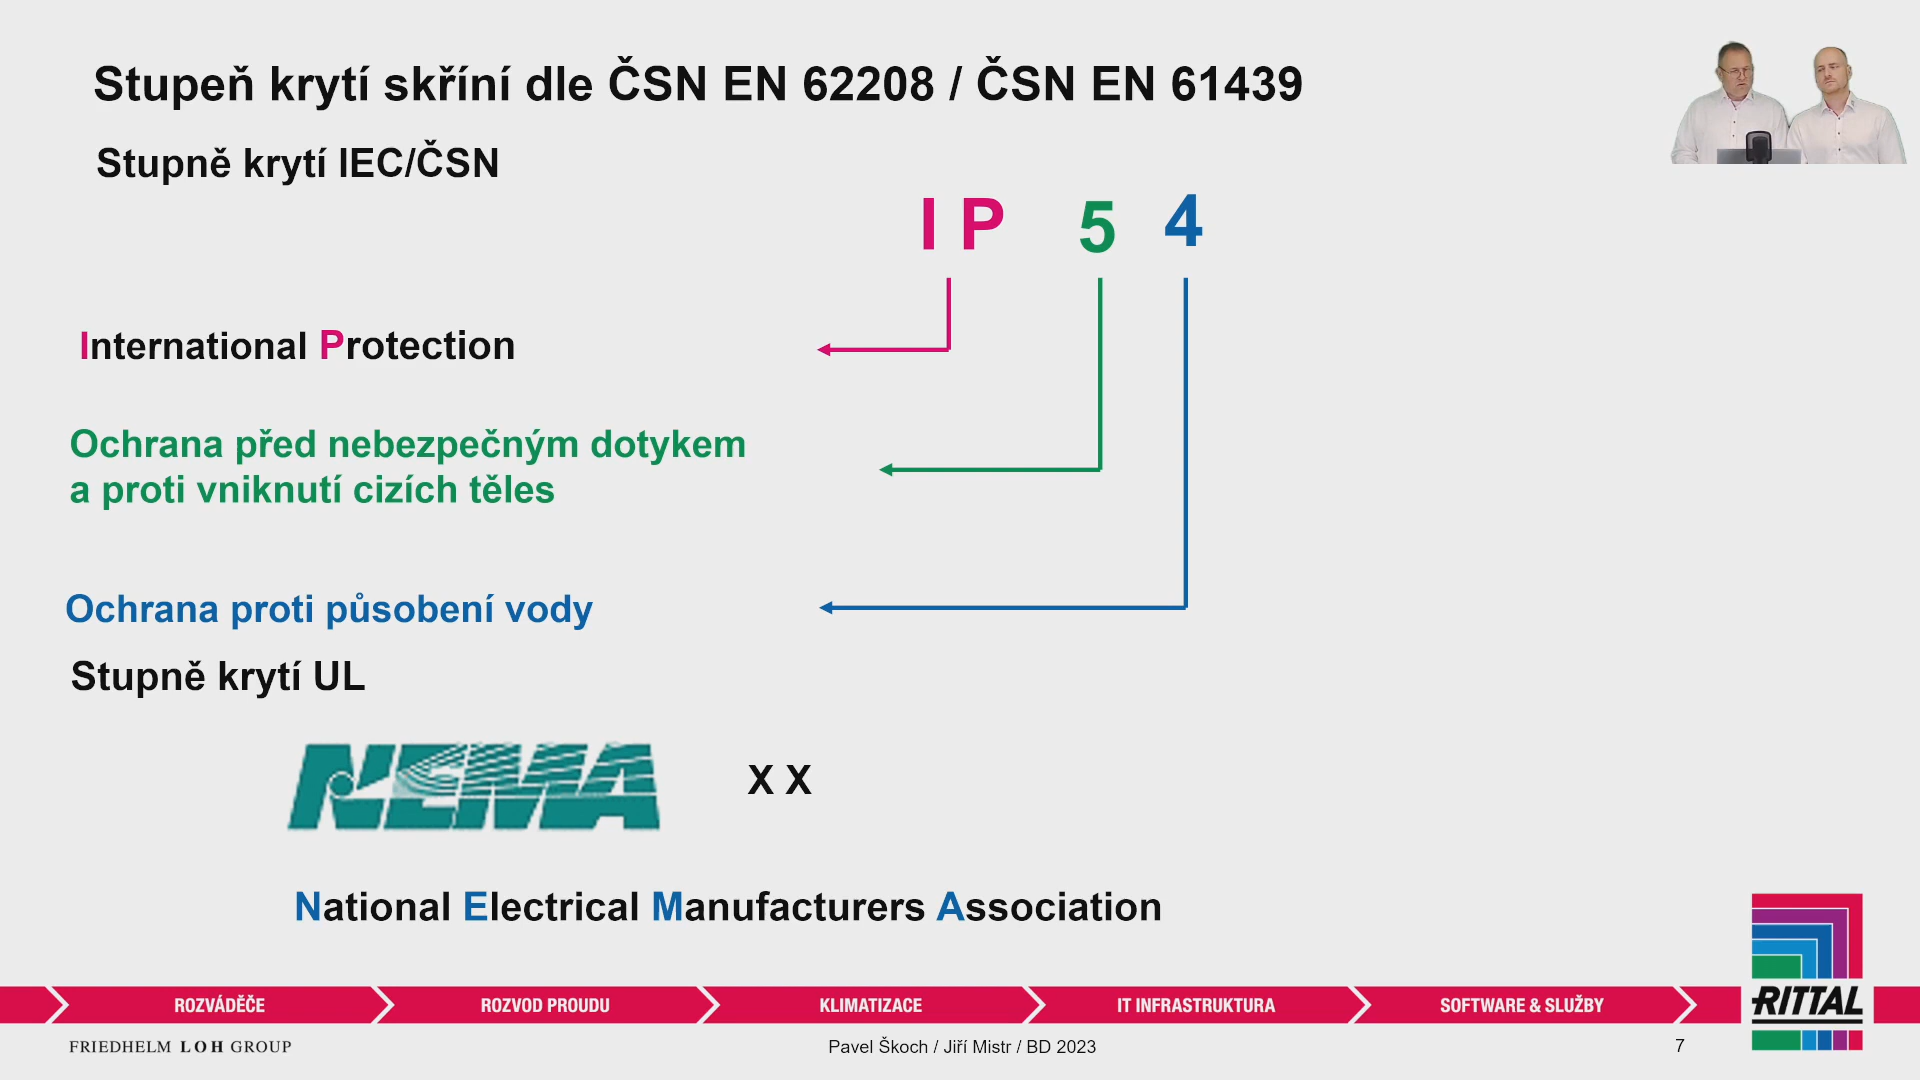 Stupeň krytí skříní dle ČSN EN 62208 / ČSN EN 61439
Stupně krytí IEC/ČSN
I P 5 4
International Protection
Ochrana před nebezpečným dotykem
a proti vniknutí cizích těles
Ochrana proti působení vody
Stupně krytí UL
NEMA X X
National Electrical Manufacturers Association
ROZVÁDĚČE ROZVOD PROUDU KLIMATIZACE IT INFRASTRUKTURA SOFTWARE & SLUŽBY
RITTAL
FRIEDHELM LOH GROUP Pavel Škoch / Jiří Mistr / BD 2023 7